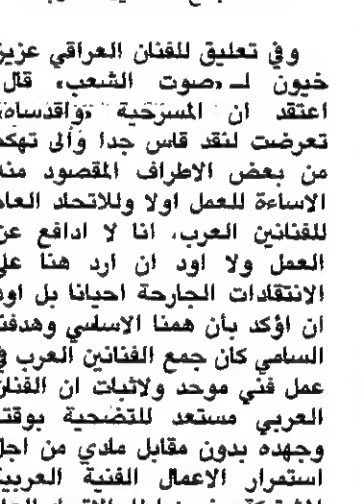 وفي تعليق للفنان العراقي عزيز
خيون لـ «صوت الشعب» قال
اعتقد ان المسرحية «واقدساه»
تعرضت لنقد قاس جدا وألى تهكم
من بعض الاطراف المقصود منه
الاساءة للعمل اولا وللاتحاد العام
للفنانين العرب، انا لا ادافع عن
العمل ولا اود ان ارد هنا على
الانتقادات الجارحة احيانا بل اود
ان اؤكد بأن همنا الاساسي وهدفنا
السامي كان جمع الفنانين العرب في
عمل فني موحد ولاثبات ان الفنان
العربي مستعد للتضحية بوقته
وجهده بدون مقابل مادي من اجل
استمرار الاعمال الفنية العربية